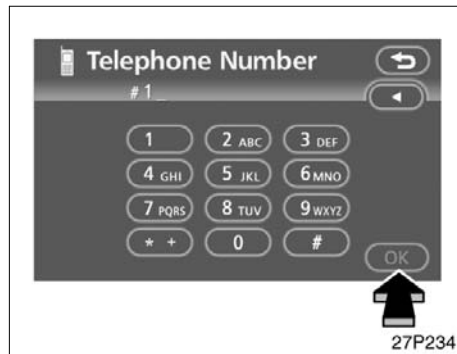 Telephone Number
#1_
1 2 ABC 3 DEF
4 GHI 5 JKL 6 MNO
7 PQRS 8 TUV 9 WXYZ
* + 0 #
OK
27P234